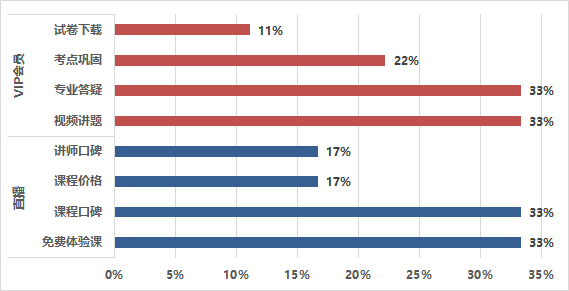 VIP会员
试卷下载 11%
考点巩固 22%
专业答疑 33%
视频讲题 33%
直播
讲师口碑 17%
课程价格 17%
课程口碑 33%
免费体验课 33%
0% 5% 10% 15% 20% 25% 30% 35%